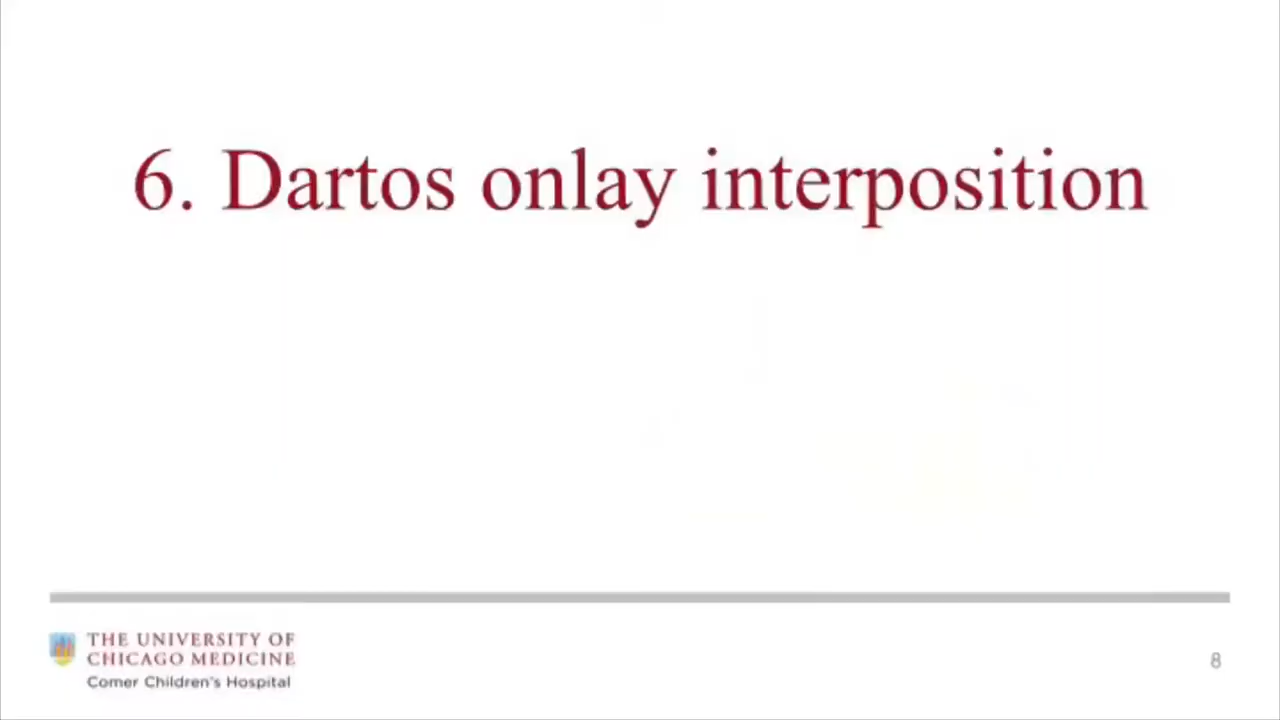 6. Dartos onlay interposition
THE UNIVERSITY OF
CHICAGO MEDICINE
Comer Children's Hospital
8